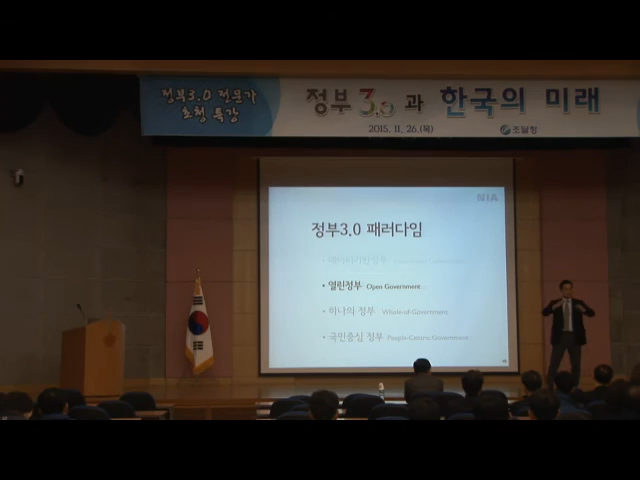 정부3.0 전문가
초청 특강
정부 3.0 과 한국의 미래
2015. 11. 26.(목)
조달청
NIA
정부3.0 패러다임
• 열린정부 Open Government
• 하나의 정부 Whole-of-Government
• 국민중심 정부 People-Centric Government